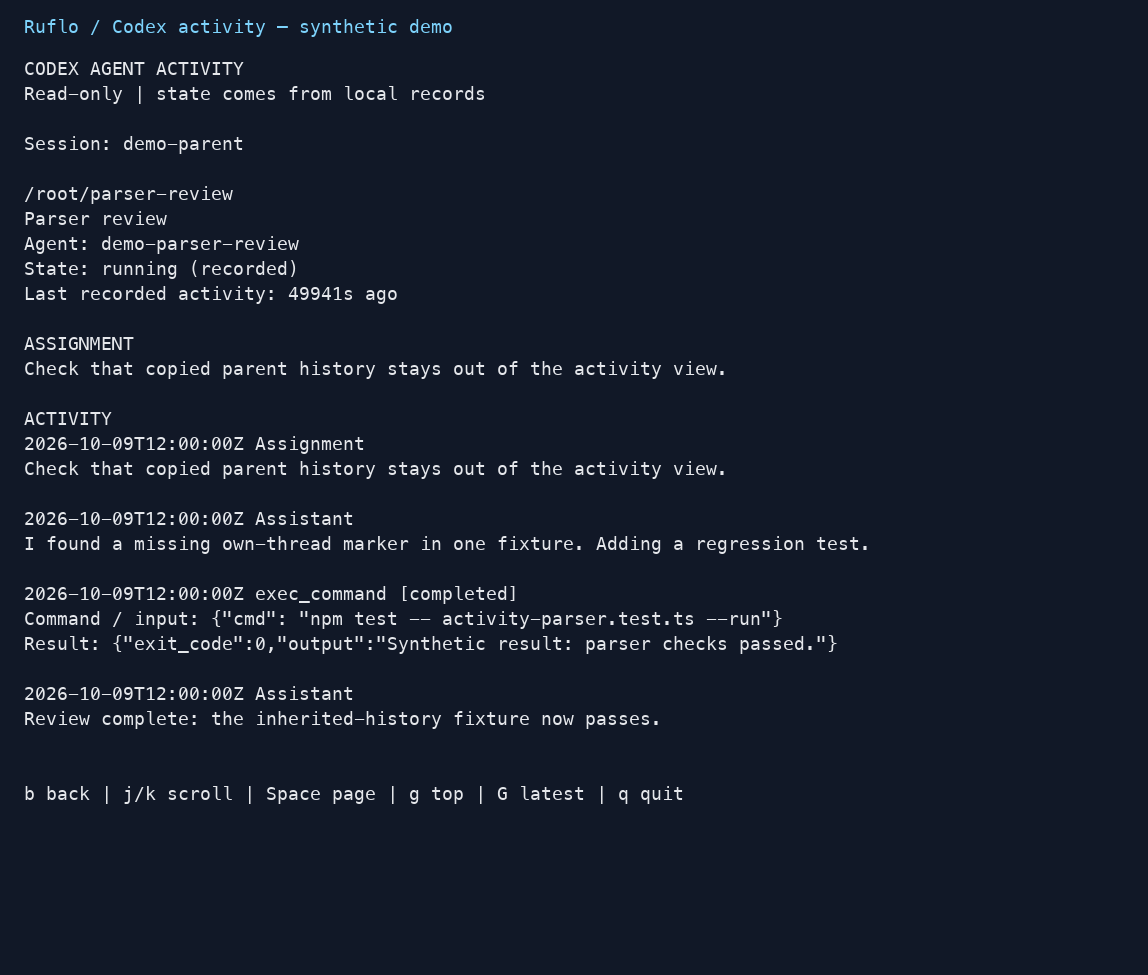 Ruflo / Codex activity — synthetic demo
CODEX AGENT ACTIVITY
Read-only | state comes from local records
Session: demo-parent
/root/parser-review
Parser review
Agent: demo-parser-review
State: running (recorded)
Last recorded activity: 49941s ago
ASSIGNMENT
Check that copied parent history stays out of the activity view.
ACTIVITY
2026-10-09T12:00:00Z Assignment
Check that copied parent history stays out of the activity view.
2026-10-09T12:00:00Z Assistant
I found a missing own-thread marker in one fixture. Adding a regression test.
2026-10-09T12:00:00Z exec_command [completed]
Command / input: {"cmd": "npm test -- activity-parser.test.ts --run"}
Result: {"exit_code":0,"output":"Synthetic result: parser checks passed."}
2026-10-09T12:00:00Z Assistant
Review complete: the inherited-history fixture now passes.
b back | j/k scroll | Space page | g top | G latest | q quit